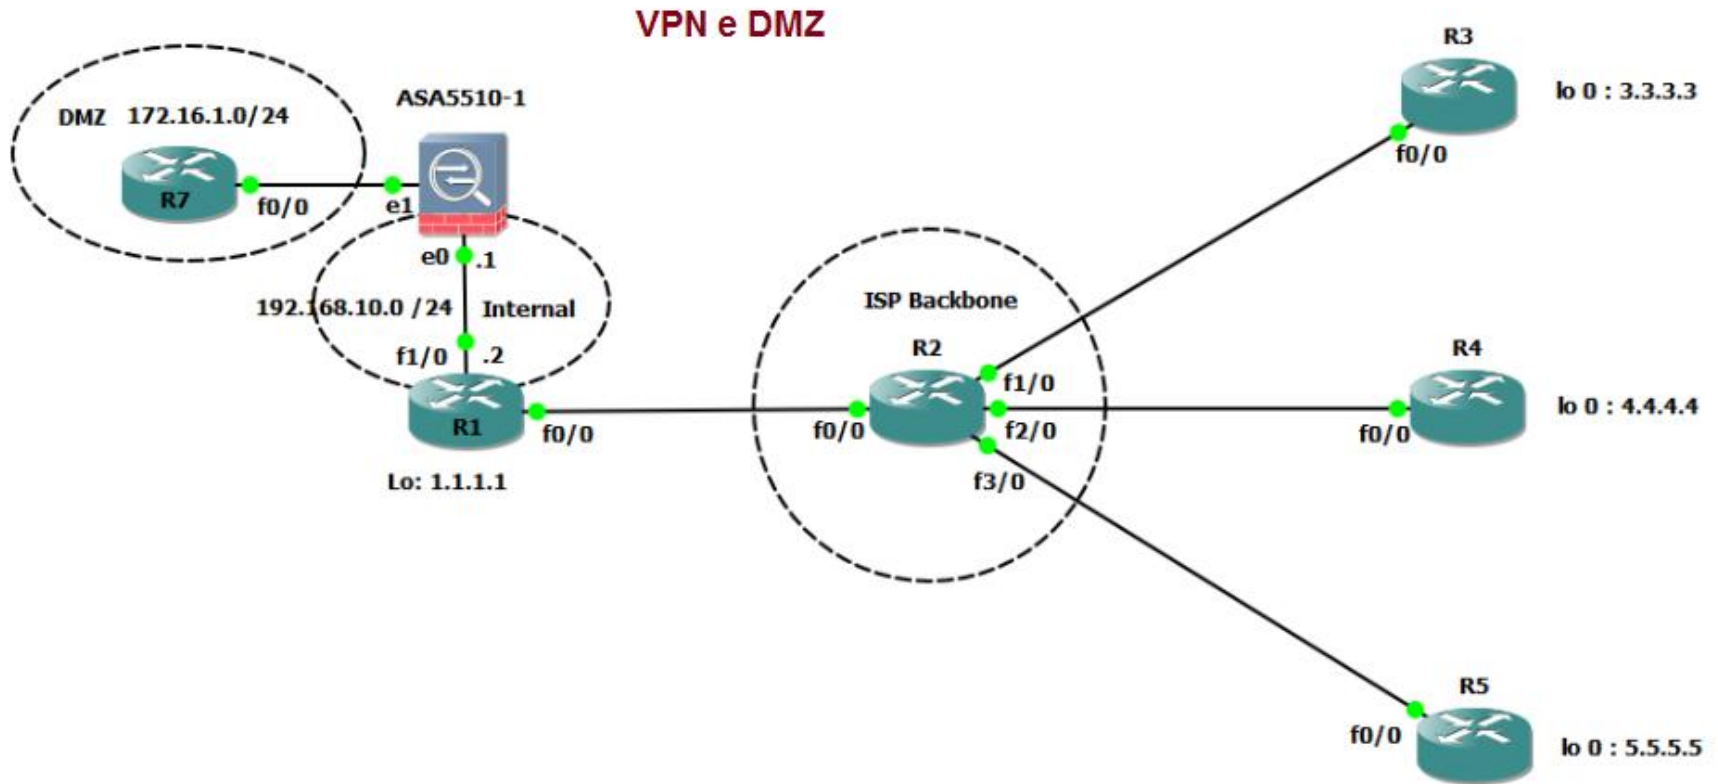 VPN e DMZ
R3
lo 0 : 3.3.3.3
f0/0
ASA5510-1
DMZ 172.16.1.0/24
R7
f0/0
e1
e0 .1
192.168.10.0 /24 Internal
f1/0 .2
R1
f0/0
Lo: 1.1.1.1
ISP Backbone
R2
f1/0
f0/0
f2/0
f3/0
R4
lo 0 : 4.4.4.4
f0/0
R5
f0/0
lo 0 : 5.5.5.5